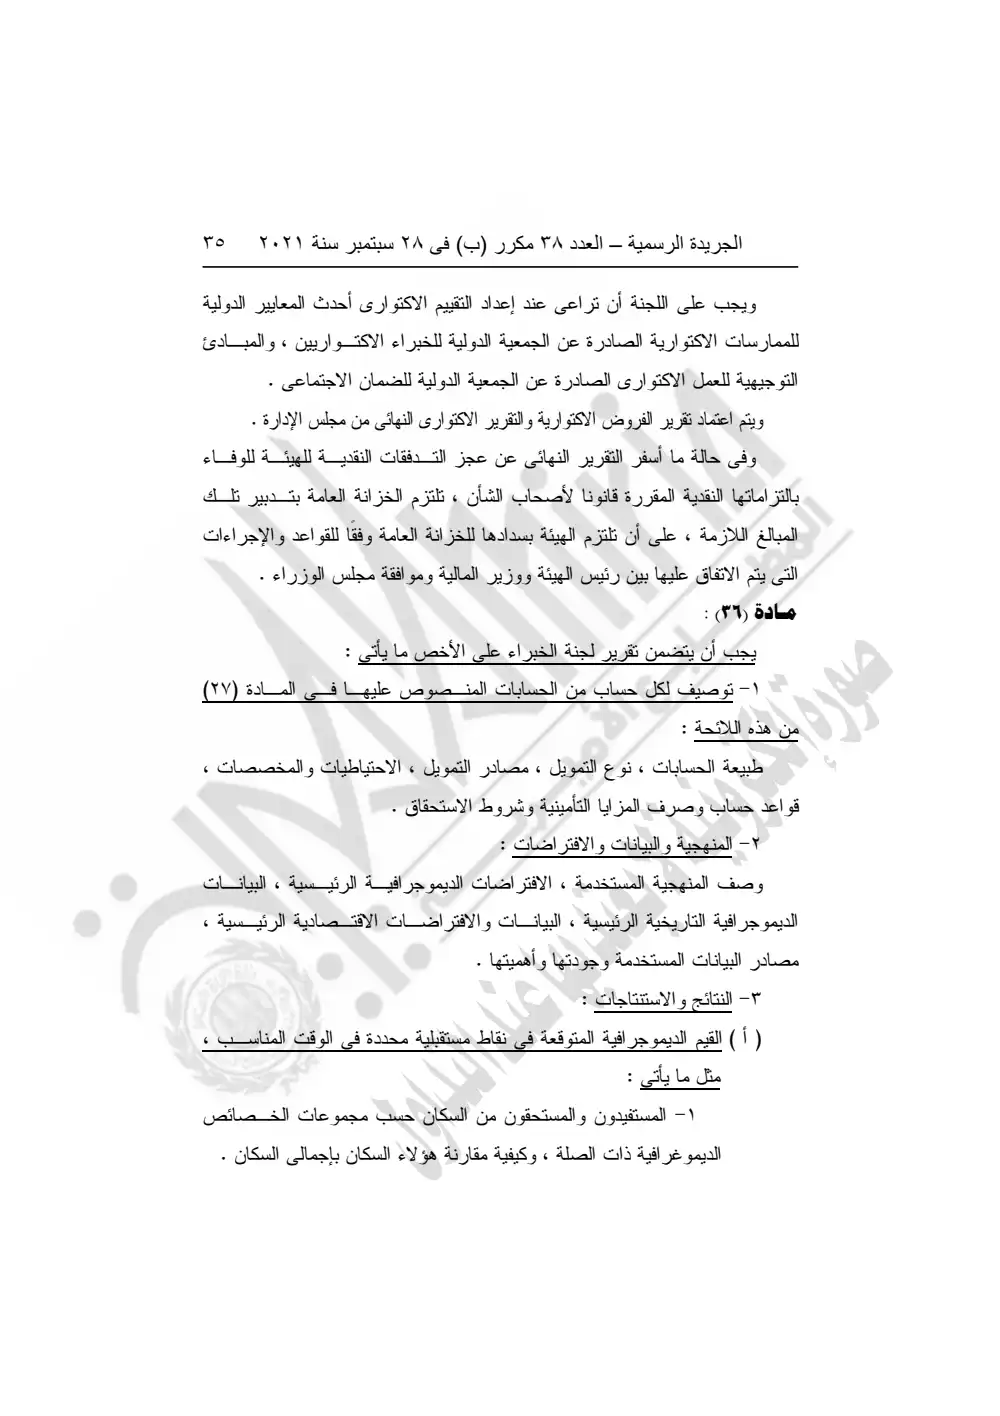 الجريدة الرسمية – العدد ٣٨ مكرر (ب) فى ٢٨ سبتمبر سنة ٢٠٢١ ٣٥
ويجب على اللجنة أن تراعى عند إعداد التقييم الاكتوارى أحدث المعايير الدولية
للممارسات الاكتوارية الصادرة عن الجمعية الدولية للخبراء الاكتواريين ، والمبادئ
التوجيهية للعمل الاكتوارى الصادرة عن الجمعية الدولية للضمان الاجتماعى .
ويتم اعتماد تقرير الفروض الاكتوارية والتقرير الاكتوارى النهائى من مجلس الإدارة .
وفى حالة ما أسفر التقرير النهائى عن عجز التدفقات النقدية للهيئة للوفاء
بالتزاماتها النقدية المقررة قانونا لأصحاب الشأن ، تلتزم الخزانة العامة بتدبير تلك
المبالغ اللازمة ، على أن تلتزم الهيئة بسدادها للخزانة العامة وفقًا للقواعد والإجراءات
التى يتم الاتفاق عليها بين رئيس الهيئة ووزير المالية وموافقة مجلس الوزراء .
مادة (٣٦) :
يجب أن يتضمن تقرير لجنة الخبراء على الأخص ما يأتى :
١- توصيف لكل حساب من الحسابات المنصوص عليها فى المادة (٢٧)
من هذه اللائحة :
طبيعة الحسابات ، نوع التمويل ، مصادر التمويل ، الاحتياطيات والمخصصات ،
قواعد حساب وصرف المزايا التأمينية وشروط الاستحقاق .
٢- المنهجية والبيانات والافتراضات :
وصف المنهجية المستخدمة ، الافتراضات الديموجرافية الرئيسية ، البيانات
الديموجرافية التاريخية الرئيسية ، البيانات والافتراضات الاقتصادية الرئيسية ،
مصادر البيانات المستخدمة وجودتها وأهميتها .
٣- النتائج والاستنتاجات :
( أ ) القيم الديموجرافية المتوقعة فى نقاط مستقبلية محددة فى الوقت المناسب ،
مثل ما يأتى :
١- المستفيدون والمستحقون من السكان حسب مجموعات الخصائص
الديموغرافية ذات الصلة ، وكيفية مقارنة هؤلاء السكان بإجمالى السكان .
صورة إلكترونية لا يعتد بها عند التداول